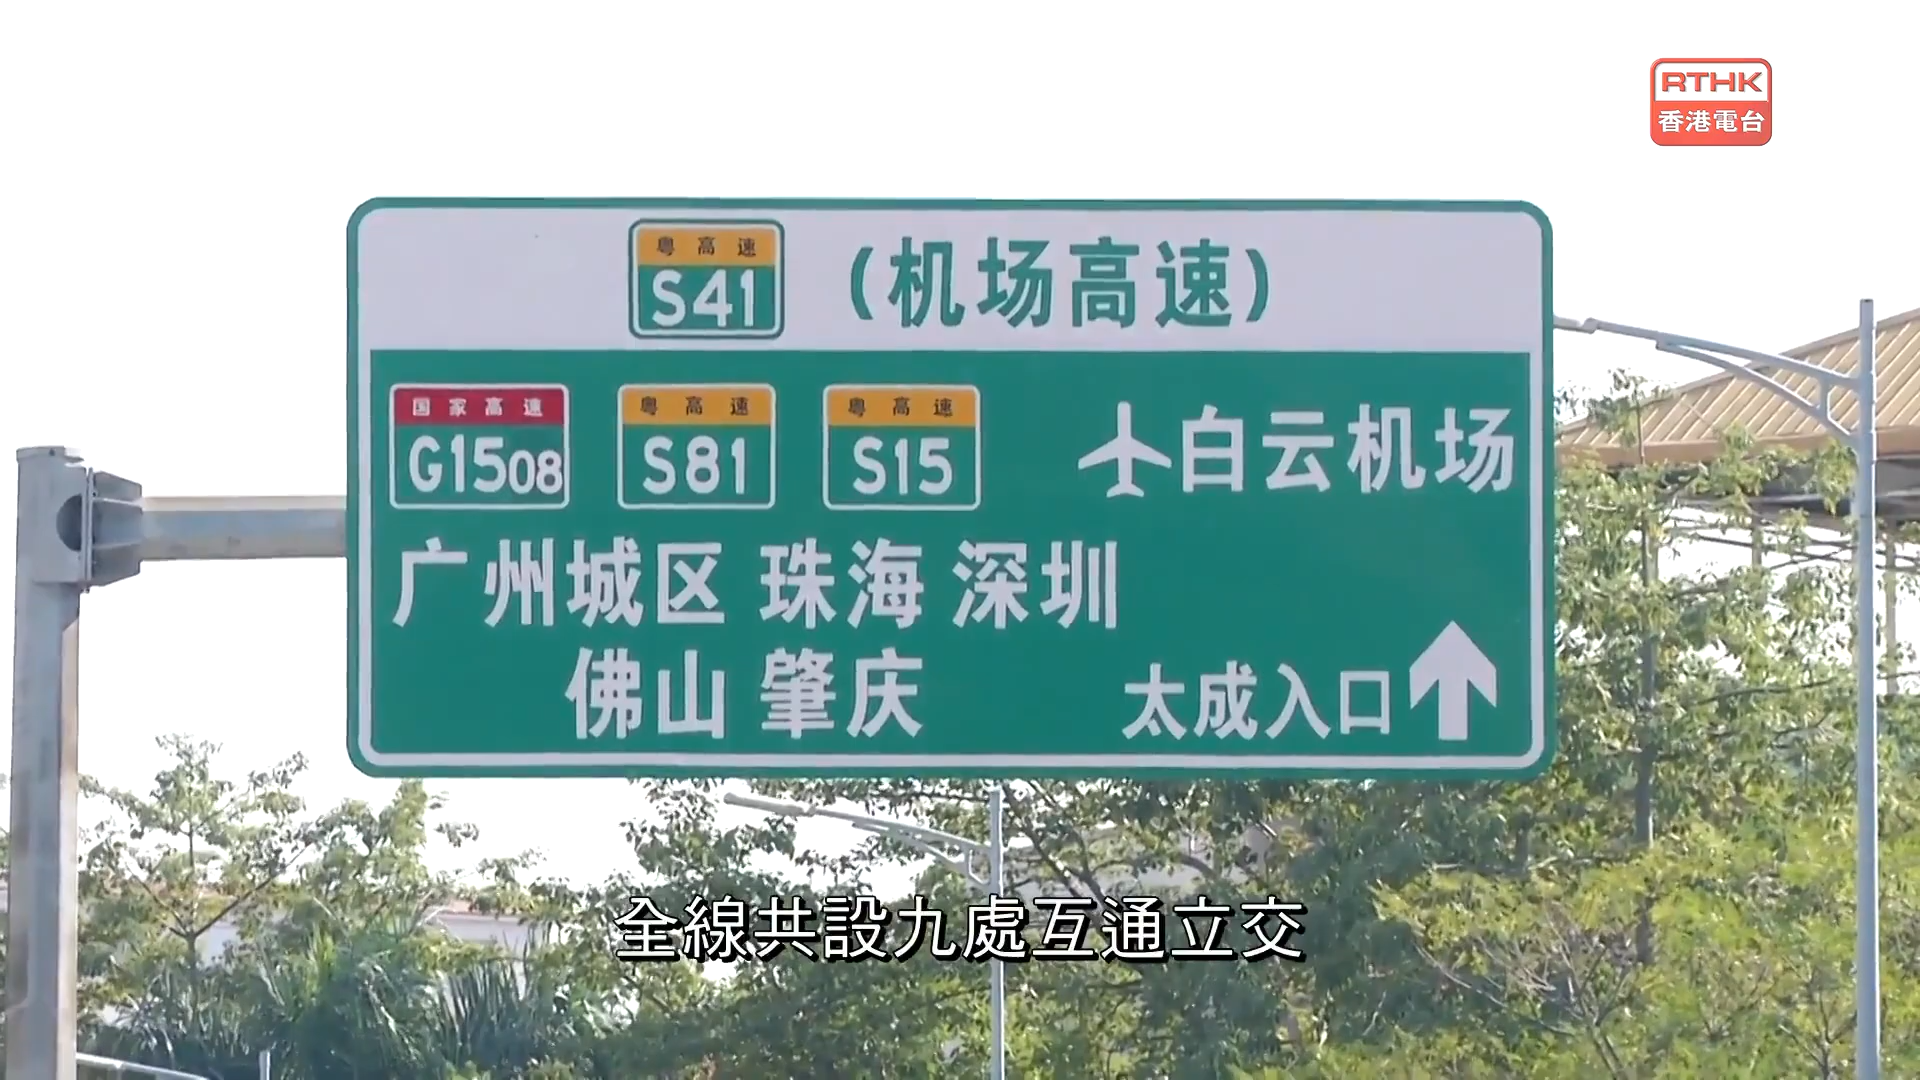 RTHK
香港電台
粤高速
S41
(机场高速)
国家高速
G1508
粤高速
S81
粤高速
S15
白云机场
广州城区 珠海 深圳
佛山 肇庆
太成入口
全線共設九處互通立交